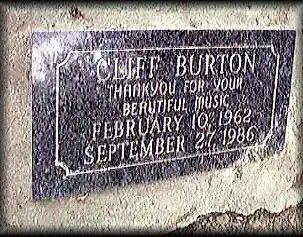 CLIFF BURTON
THANKYOU FOR YOUR
BEAUTIFUL MUSIC
FEBRUARY 10, 1962
SEPTEMBER 27, 1986